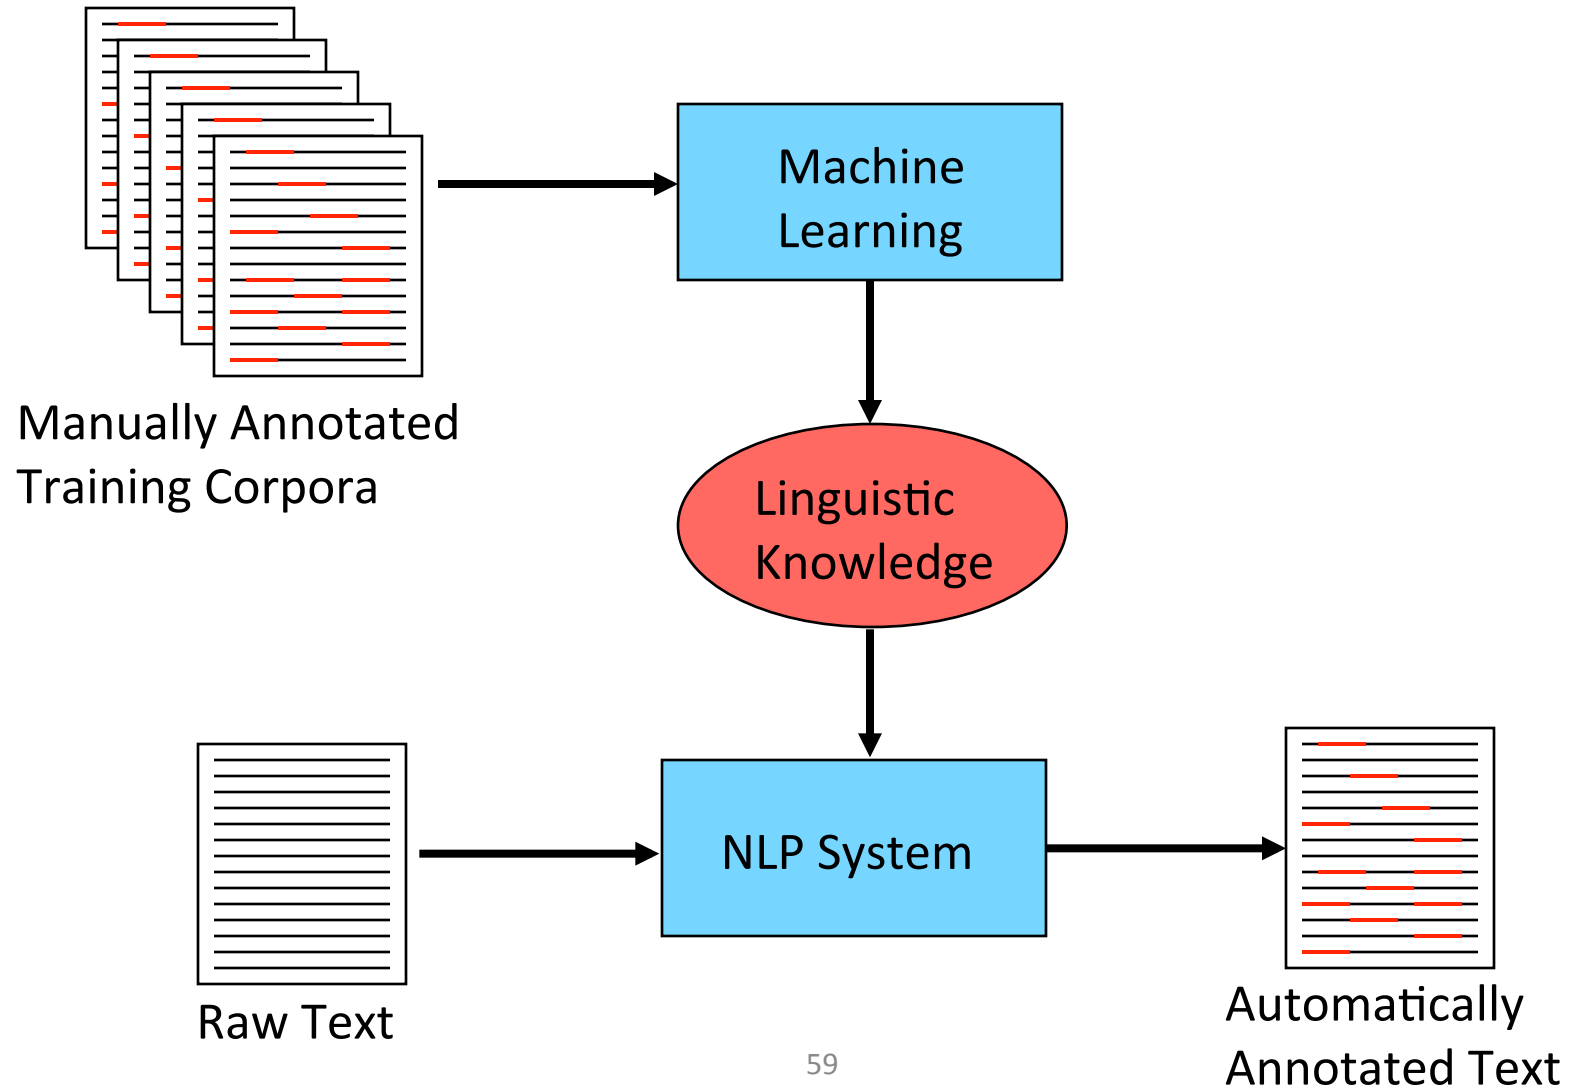 Machine
Learning
Manually Annotated
Training Corpora
Linguistic
Knowledge
NLP System
Raw Text
Automatically
Annotated Text
59